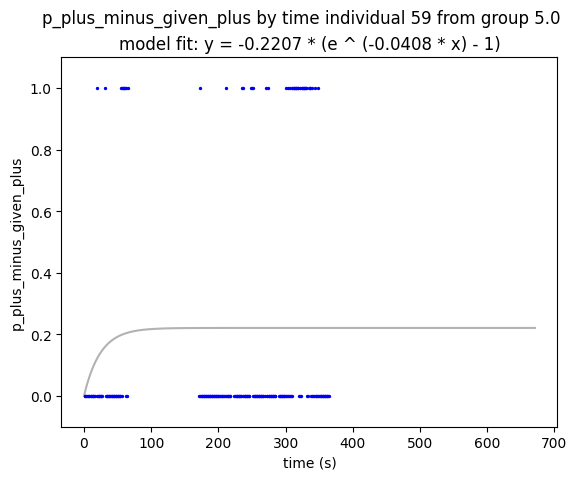 p_plus_minus_given_plus by time individual 59 from group 5.0
model fit: y = -0.2207 * (e ^ (-0.0408 * x) - 1)
1.0
0.8
0.6
0.4
0.2
0.0
p_plus_minus_given_plus
0 100 200 300 400 500 600 700
time (s)